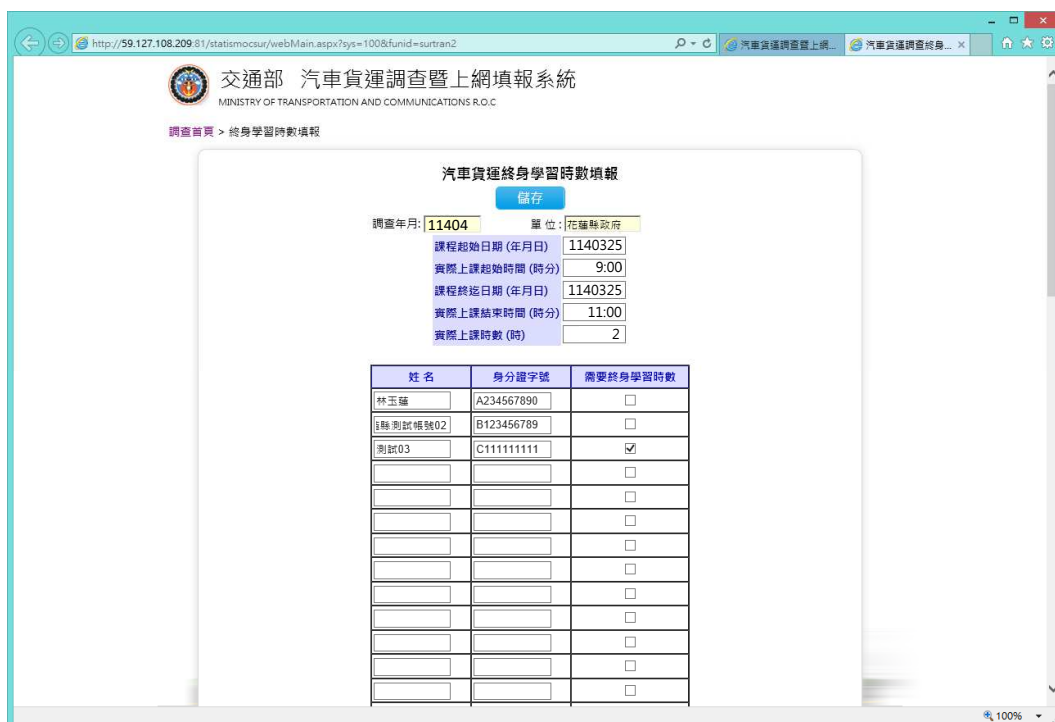 http://59.127.108.209:81/statismocsur/webMain.aspx?sys=100&funid=surtran2
汽車貨運調查暨上網...
汽車貨運調查終身... ×
交通部 汽車貨運調查暨上網填報系統
MINISTRY OF TRANSPORTATION AND COMMUNICATIONS R.O.C
調查首頁 > 終身學習時數填報
汽車貨運終身學習時數填報
儲存
調查年月: 11404 單 位: 花蓮縣政府
課程起始日期 (年月日) 1140325
實際上課起始時間 (時分) 9:00
課程終迄日期 (年月日) 1140325
實際上課結束時間 (時分) 11:00
實際上課時數 (時) 2
姓 名 身分證字號 需要終身學習時數
林玉蓮 A234567890
縣測試帳號02 B123456789
測試03 C111111111
100%